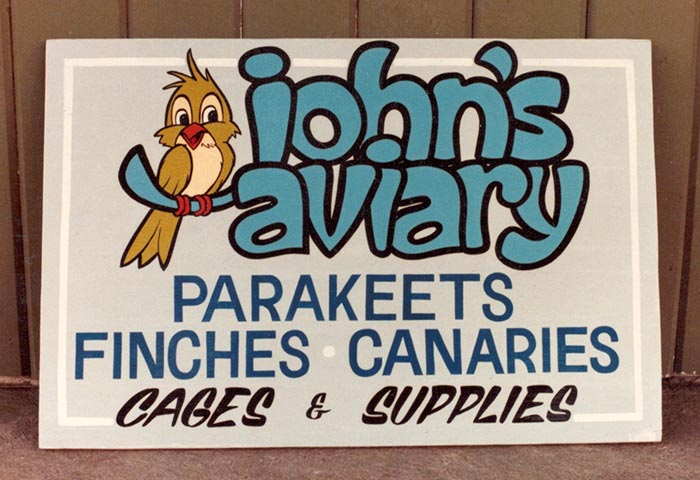 john's
aviary
PARAKEETS
FINCHES • CANARIES
CAGES & SUPPLIES